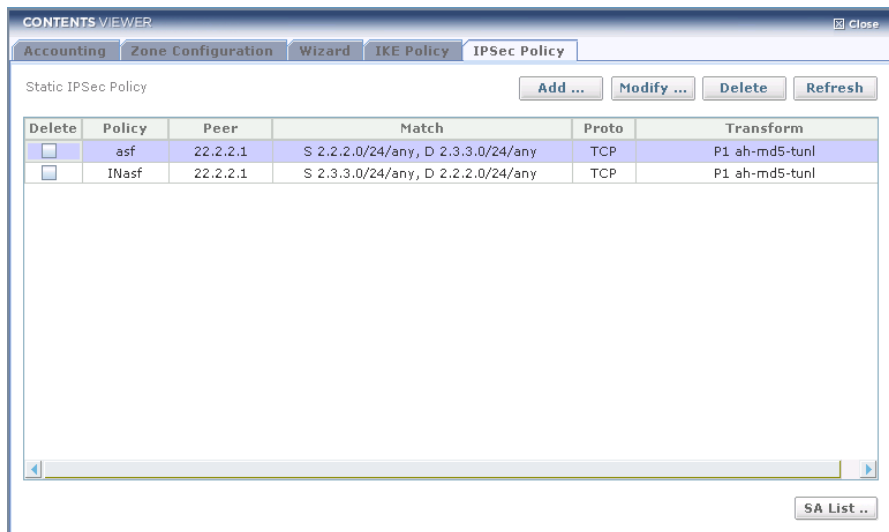 CONTENTS VIEWER
Close
Accounting Zone Configuration Wizard IKE Policy IPSec Policy
Static IPSec Policy
Add ... Modify ... Delete Refresh
Delete Policy Peer Match Proto Transform
asf 22.2.2.1 S 2.2.2.0/24/any, D 2.3.3.0/24/any TCP P1 ah-md5-tunl
INasf 22.2.2.1 S 2.3.3.0/24/any, D 2.2.2.0/24/any TCP P1 ah-md5-tunl
SA List ..